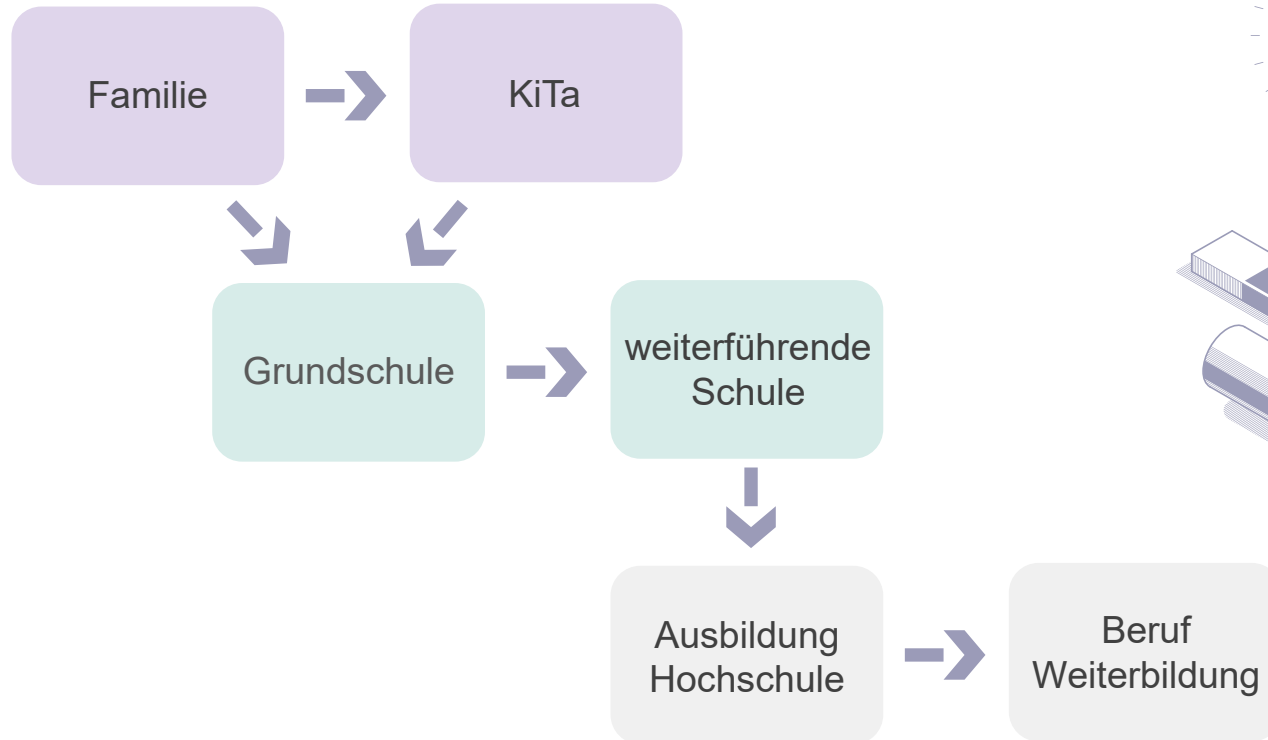 Familie
KiTa
Grundschule
weiterführende
Schule
Ausbildung
Hochschule
Beruf
Weiterbildung